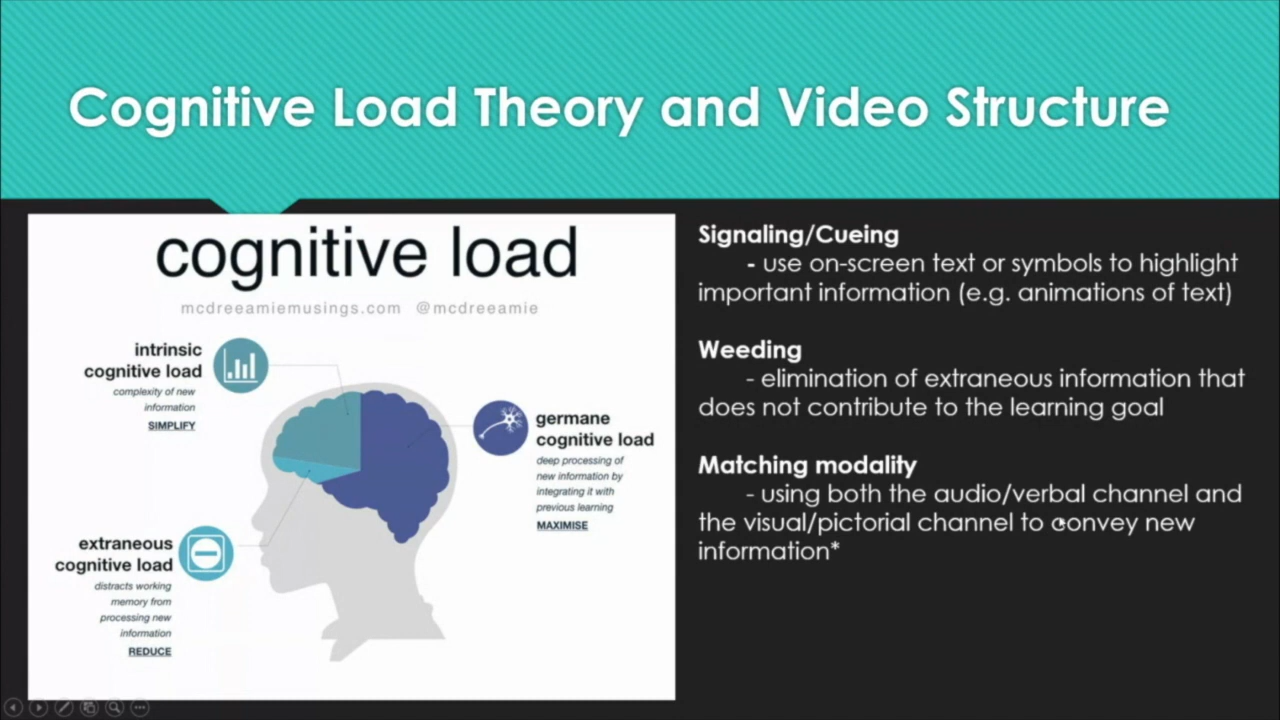 Cognitive Load Theory and Video Structure
cognitive load
mcdreeamiemusings.com @mcdreeamie
intrinsic
cognitive load
complexity of new
information
SIMPLIFY
germane
cognitive load
deep processing of
new information by
integrating it with
previous learning
MAXIMISE
extraneous
cognitive load
distracts working
memory from
processing new
information
REDUCE
Signaling/Cueing
- use on-screen text or symbols to highlight
important information (e.g. animations of text)
Weeding
- elimination of extraneous information that
does not contribute to the learning goal
Matching modality
- using both the audio/verbal channel and
the visual/pictorial channel to convey new
information*